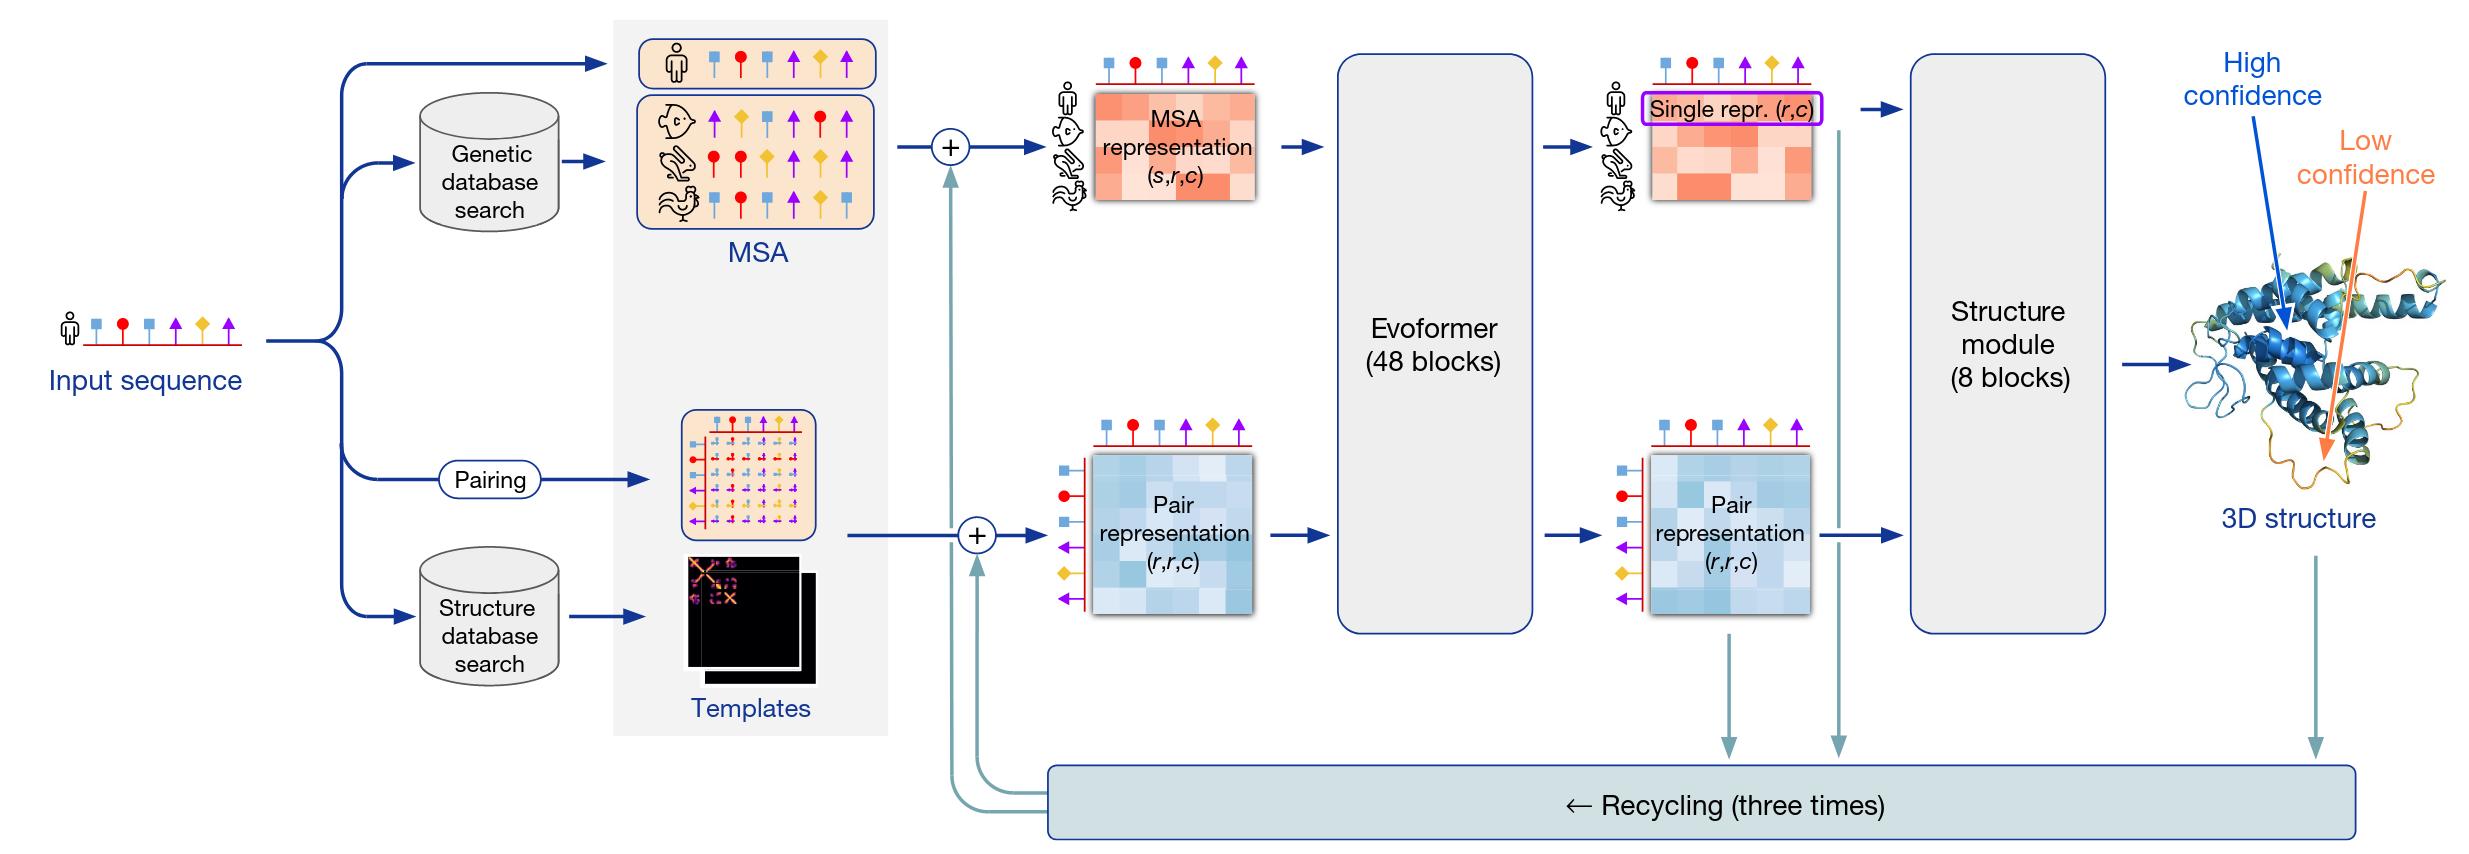 Input sequence
Genetic
database
search
MSA
Pairing
Structure
database
search
Templates
+
+
MSA
representation
(s,r,c)
Pair
representation
(r,r,c)
Evoformer
(48 blocks)
Single repr. (r,c)
Pair
representation
(r,r,c)
Structure
module
(8 blocks)
High
confidence
Low
confidence
3D structure
← Recycling (three times)